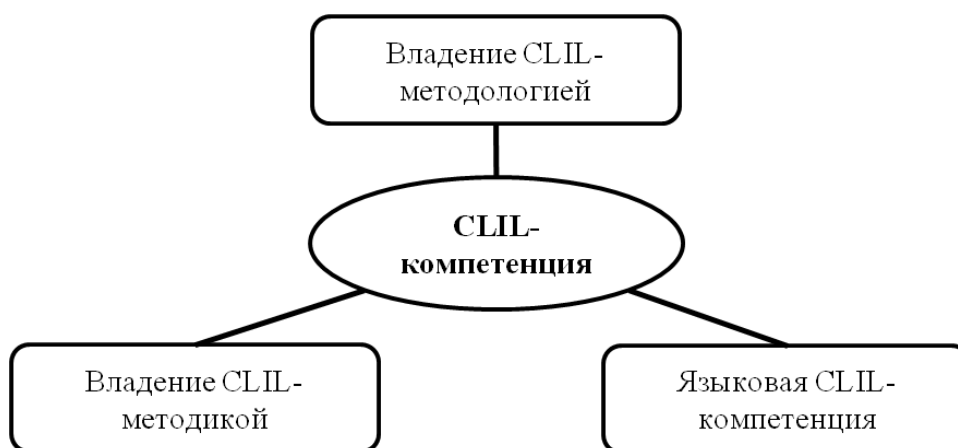 Владение CLIL-
методологией
CLIL-
компетенция
Владение CLIL-
методикой
Языковая CLIL-
компетенция